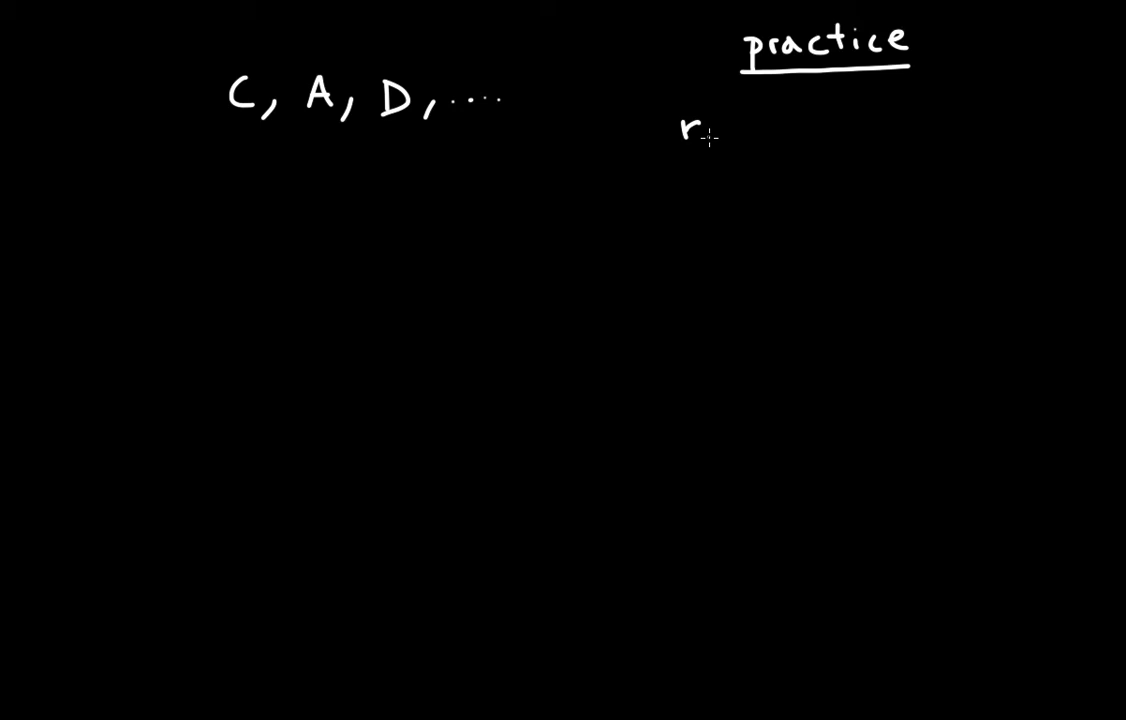 practice
C, A, D, ....
r